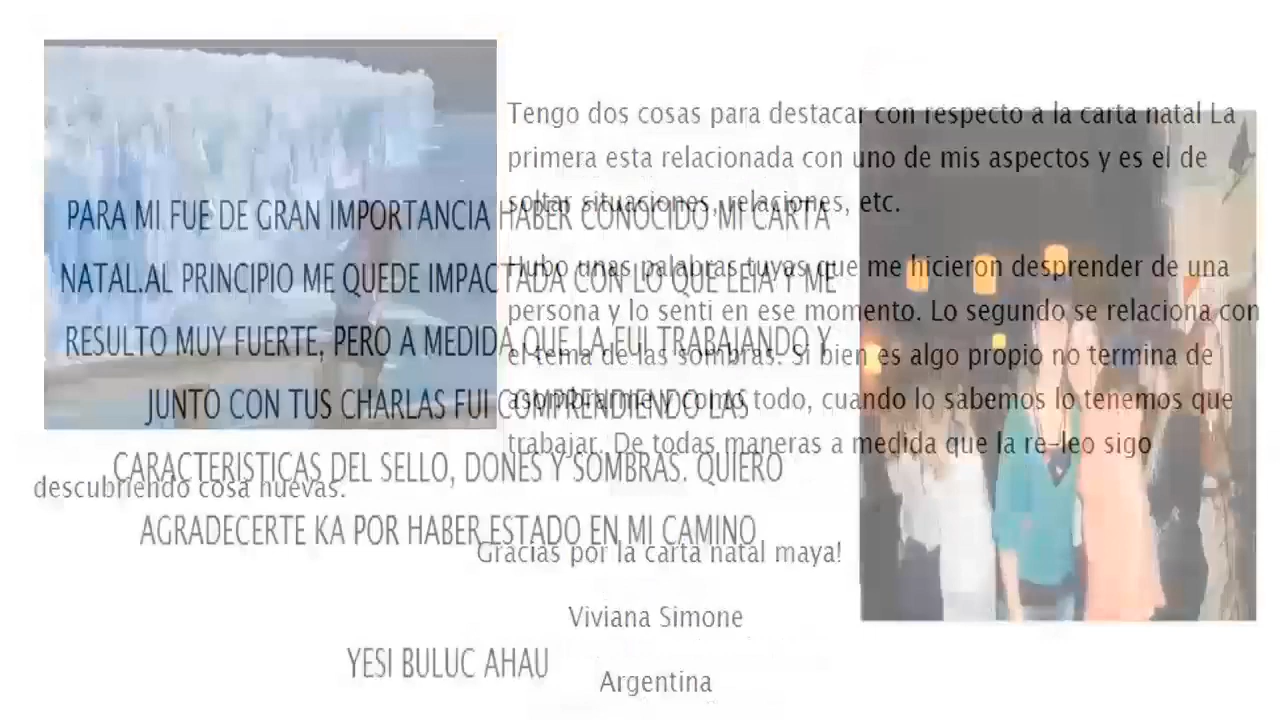 Tengo dos cosas para destacar con respecto a la carta natal La
primera esta relacionada con uno de mis aspectos y es el de
soltar situaciones, relaciones, etc.
Hubo unas palabras tuyas que me hicieron desprender de una
persona y lo senti en ese momento. Lo segundo se relaciona con
el tema de las sombras. Si bien es algo propio no termina de
asombrarme y como todo, cuando lo sabemos lo tenemos que
trabajar. De todas maneras a medida que la re-leo sigo
descubriendo cosa nuevas.
Gracias por la carta natal maya!
Viviana Simone
Argentina
PARA MI FUE DE GRAN IMPORTANCIA HABER CONOCIDO MI CARTA
NATAL.AL PRINCIPIO ME QUEDE IMPACTADA CON LO QUE LEIA Y ME
RESULTO MUY FUERTE, PERO A MEDIDA QUE LA FUI TRABAJANDO Y
JUNTO CON TUS CHARLAS FUI COMPRENDIENDO LAS
CARACTERISTICAS DEL SELLO, DONES Y SOMBRAS. QUIERO
AGRADECERTE KA POR HABER ESTADO EN MI CAMINO
YESI BULUC AHAU